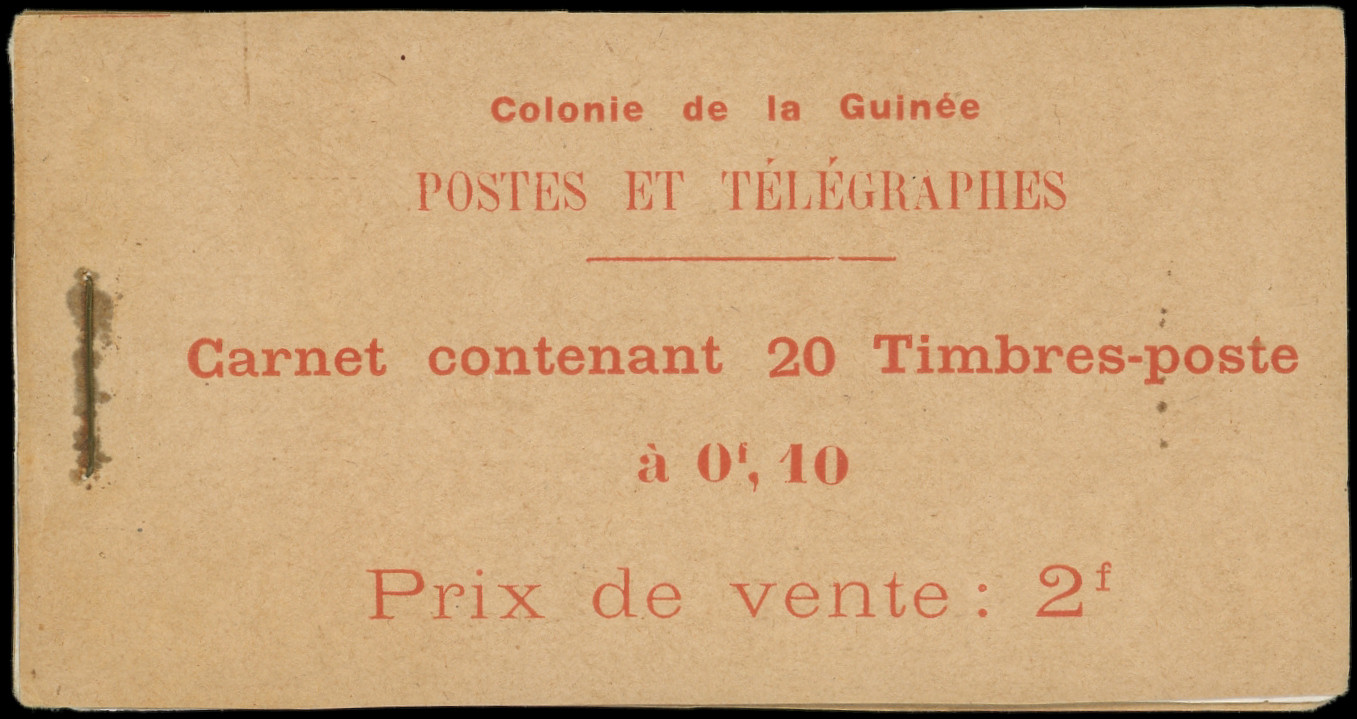 Colonie de la Guinée
POSTES ET TÉLÉGRAPHES
Carnet contenant 20 Timbres-poste
à 0ᶠ, 10
Prix de vente : 2ᶠ